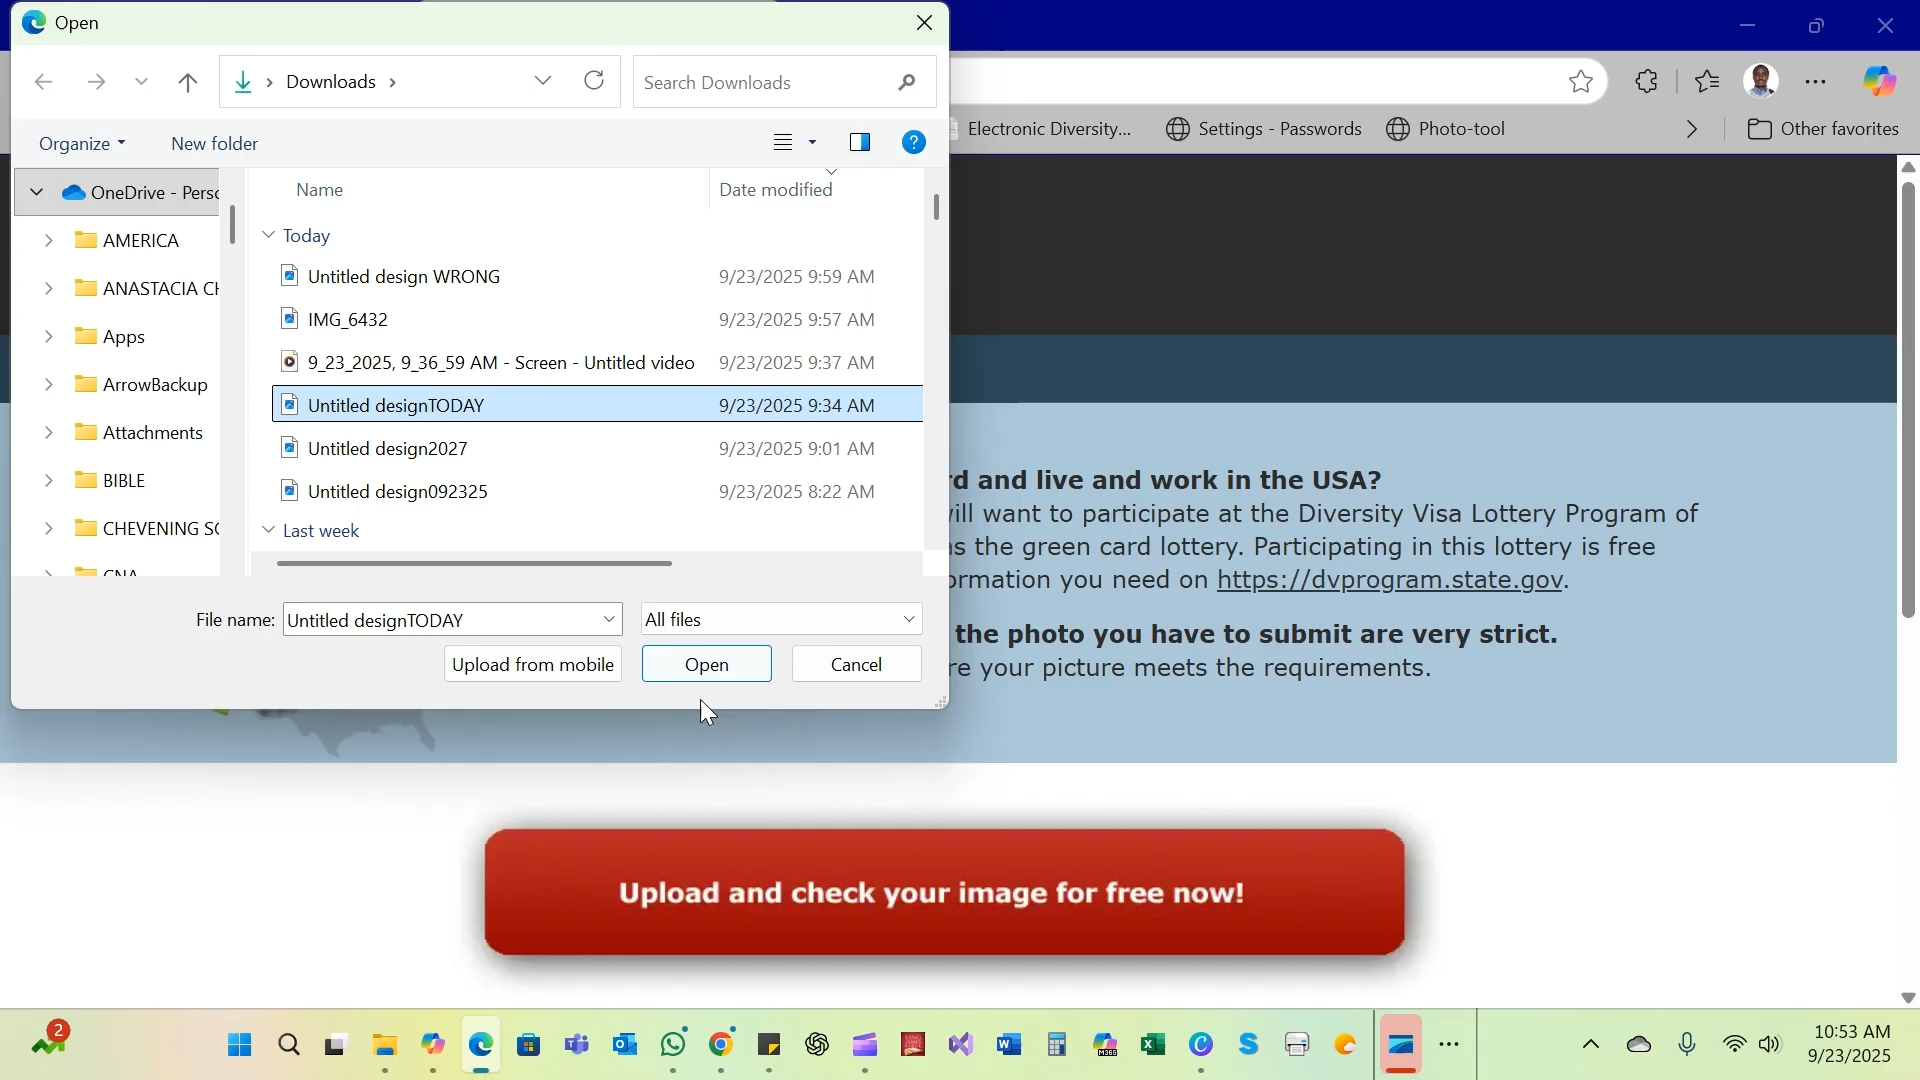 Open
Downloads
Search Downloads
Electronic Diversity...
Settings - Passwords
Photo-tool
Other favorites
Organize
New folder
?
OneDrive - Perso
Name
Date modified
AMERICA
ANASTACIA CH
Apps
ArrowBackup
Attachments
BIBLE
CHEVENING SC
CNA
Today
Untitled design WRONG 9/23/2025 9:59 AM
IMG_6432 9/23/2025 9:57 AM
9_23_2025, 9_36_59 AM - Screen - Untitled video 9/23/2025 9:37 AM
Untitled designTODAY 9/23/2025 9:34 AM
Untitled design2027 9/23/2025 9:01 AM
Untitled design092325 9/23/2025 8:22 AM
Last week
File name: Untitled designTODAY
All files
Upload from mobile
Open
Cancel
rd and live and work in the USA?
ill want to participate at the Diversity Visa Lottery Program of
s the green card lottery. Participating in this lottery is free
ormation you need on https://dvprogram.state.gov.
the photo you have to submit are very strict.
re your picture meets the requirements.
Upload and check your image for free now!
2
M365
10:53 AM
9/23/2025